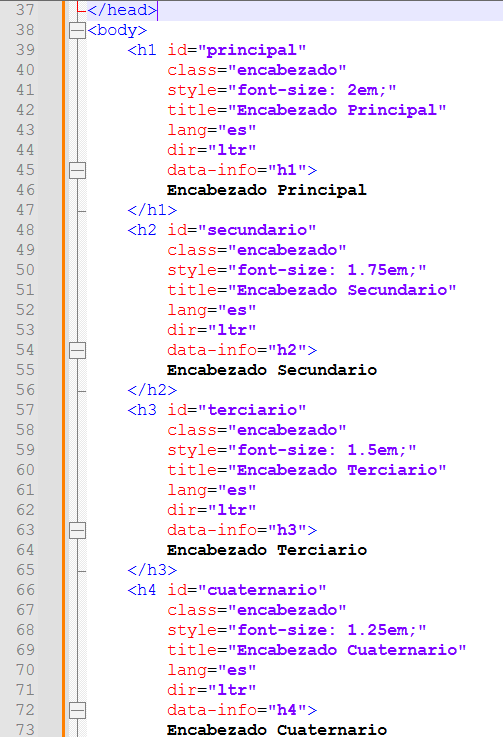 37 </head>
38 <body>
39 <h1 id="principal"
40 class="encabezado"
41 style="font-size: 2em;"
42 title="Encabezado Principal"
43 lang="es"
44 dir="ltr"
45 data-info="h1">
46 Encabezado Principal
47 </h1>
48 <h2 id="secundario"
49 class="encabezado"
50 style="font-size: 1.75em;"
51 title="Encabezado Secundario"
52 lang="es"
53 dir="ltr"
54 data-info="h2">
55 Encabezado Secundario
56 </h2>
57 <h3 id="terciario"
58 class="encabezado"
59 style="font-size: 1.5em;"
60 title="Encabezado Terciario"
61 lang="es"
62 dir="ltr"
63 data-info="h3">
64 Encabezado Terciario
65 </h3>
66 <h4 id="cuaternario"
67 class="encabezado"
68 style="font-size: 1.25em;"
69 title="Encabezado Cuaternario"
70 lang="es"
71 dir="ltr"
72 data-info="h4">
73 Encabezado Cuaternario